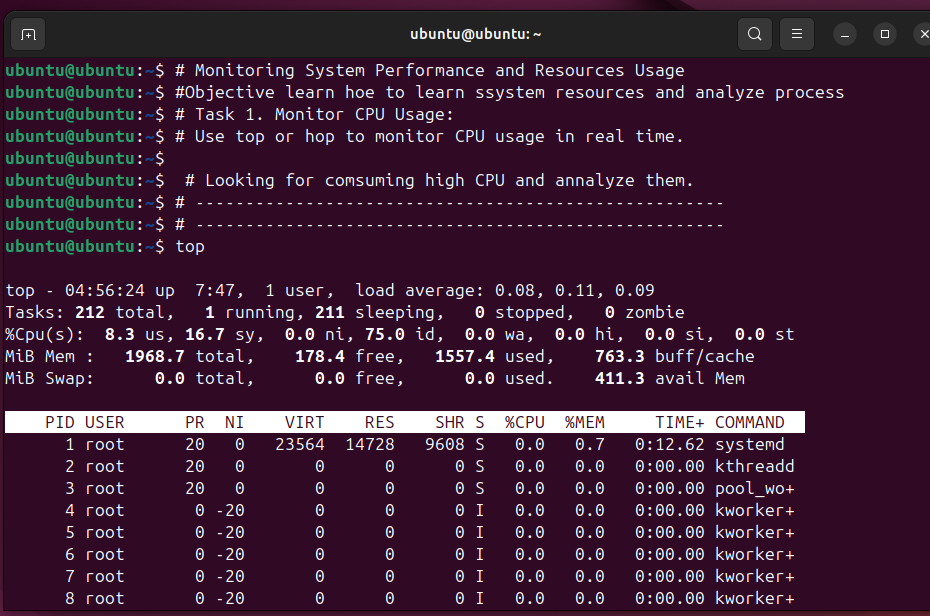 ubuntu@ubuntu: ~
ubuntu@ubuntu:~$ # Monitoring System Performance and Resources Usage
ubuntu@ubuntu:~$ #Objective learn hoe to learn ssystem resources and analyze process
ubuntu@ubuntu:~$ # Task 1. Monitor CPU Usage:
ubuntu@ubuntu:~$ # Use top or hop to monitor CPU usage in real time.
ubuntu@ubuntu:~$
ubuntu@ubuntu:~$  # Looking for comsuming high CPU and annalyze them.
ubuntu@ubuntu:~$ # -----------------------------------------------------
ubuntu@ubuntu:~$ # -----------------------------------------------------
ubuntu@ubuntu:~$ top
top - 04:56:24 up  7:47,  1 user,  load average: 0.08, 0.11, 0.09
Tasks: 212 total,   1 running, 211 sleeping,   0 stopped,   0 zombie
%Cpu(s):  8.3 us, 16.7 sy,  0.0 ni, 75.0 id,  0.0 wa,  0.0 hi,  0.0 si,  0.0 st
MiB Mem :   1968.7 total,    178.4 free,   1557.4 used,    763.3 buff/cache
MiB Swap:      0.0 total,      0.0 free,      0.0 used.    411.3 avail Mem
    PID USER      PR  NI    VIRT    RES    SHR S  %CPU  %MEM     TIME+ COMMAND
      1 root      20   0   23564  14728   9608 S   0.0   0.7   0:12.62 systemd
      2 root      20   0       0      0      0 S   0.0   0.0   0:00.00 kthreadd
      3 root      20   0       0      0      0 S   0.0   0.0   0:00.00 pool_wo+
      4 root       0 -20       0      0      0 I   0.0   0.0   0:00.00 kworker+
      5 root       0 -20       0      0      0 I   0.0   0.0   0:00.00 kworker+
      6 root       0 -20       0      0      0 I   0.0   0.0   0:00.00 kworker+
      7 root       0 -20       0      0      0 I   0.0   0.0   0:00.00 kworker+
      8 root       0 -20       0      0      0 I   0.0   0.0   0:00.00 kworker+